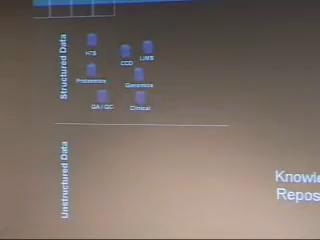 Structured Data
HTS
CCD
LIMS
Proteomics
Genomics
QA / QC
Clinical
Unstructured Data
Knowle
Repos